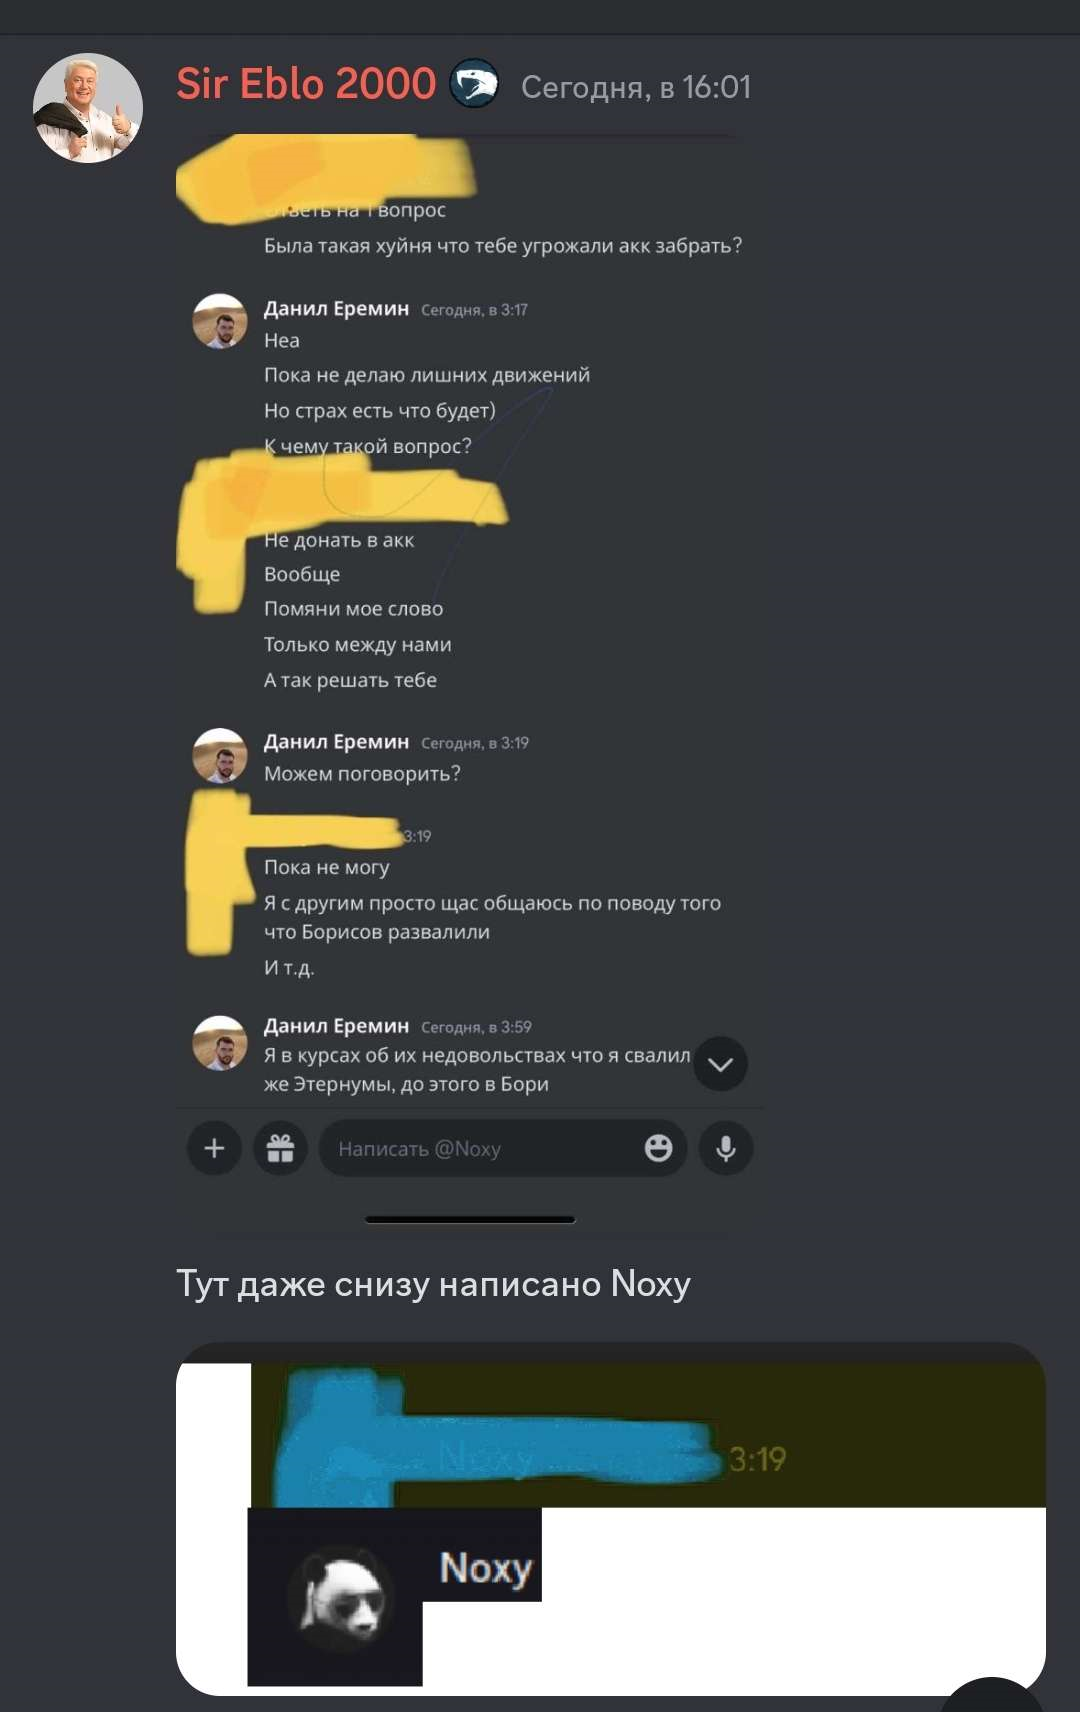 Sir Eblo 2000 Сегодня, в 16:01
Ответь на 1 вопрос
Была такая хуйня что тебе угрожали акк забрать?
Данил Еремин Сегодня, в 3:17
Неа
Пока не делаю лишних движений
Но страх есть что будет)
К чему такой вопрос?
Не донать в акк
Вообще
Помяни мое слово
Только между нами
А так решать тебе
Данил Еремин Сегодня, в 3:19
Можем поговорить?
3:19
Пока не могу
Я с другим просто щас общаюсь по поводу того
что Борисов развалили
И т.д.
Данил Еремин Сегодня, в 3:59
Я в курсах об их недовольствах что я свалил
же Этернумы, до этого в Бори
Написать @Noxy
Тут даже снизу написано Noxy
Noxy 3:19
Noxy